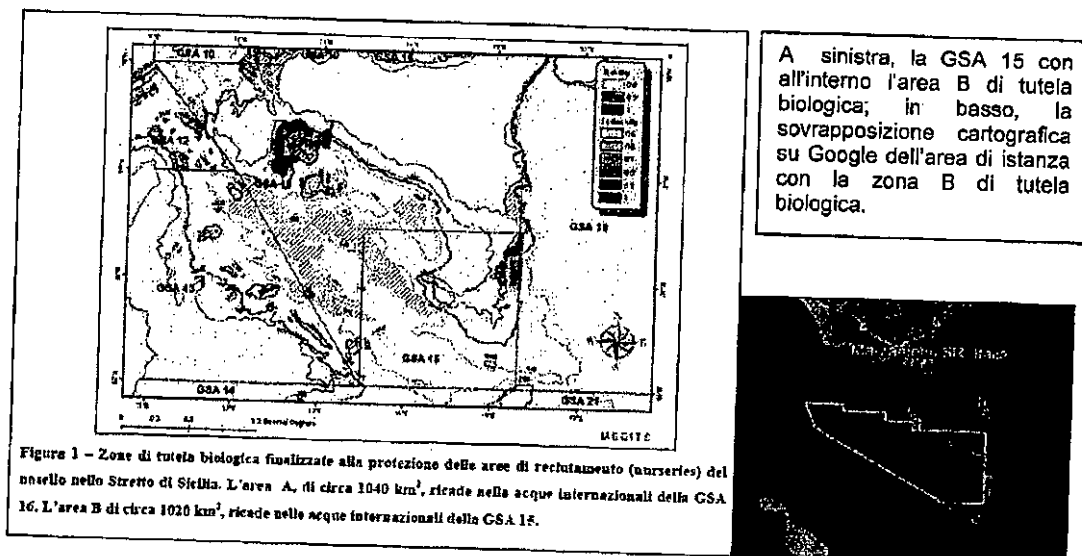 GSA 10
GSA 12
GSA 13
GSA 19
GSA 15
GSA 14
GSA 21
MEDITS
Figura 1 – Zone di tutela biologica finalizzate alla protezione delle aree di reclutamento (nurseries) del
nasello nello Stretto di Sicilia. L'area A, di circa 1040 km², ricade nella acque internazionali della GSA
16. L'area B di circa 1020 km², ricade nelle acque internazionali della GSA 15.
A sinistra, la GSA 15 con
all'interno l'area B di tutela
biologica; in basso, la
sovrapposizione cartografica
su Google dell'area di istanza
con la zona B di tutela
biologica.